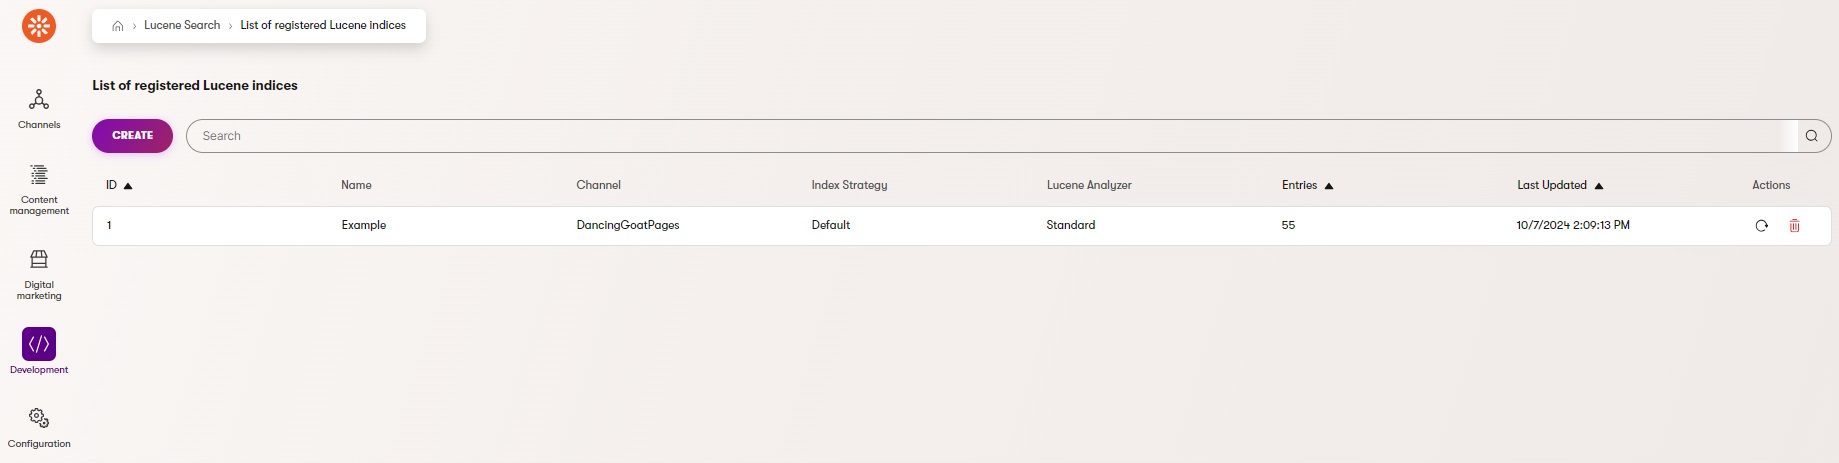 Lucene Search > List of registered Lucene indices
List of registered Lucene indices
CREATE Search
ID Name Channel Index Strategy Lucene Analyzer Entries Last Updated Actions
1 Example DancingGoatPages Default Standard 55 10/7/2024 2:09:13 PM
Channels
Content
management
Digital
marketing
Development
Configuration